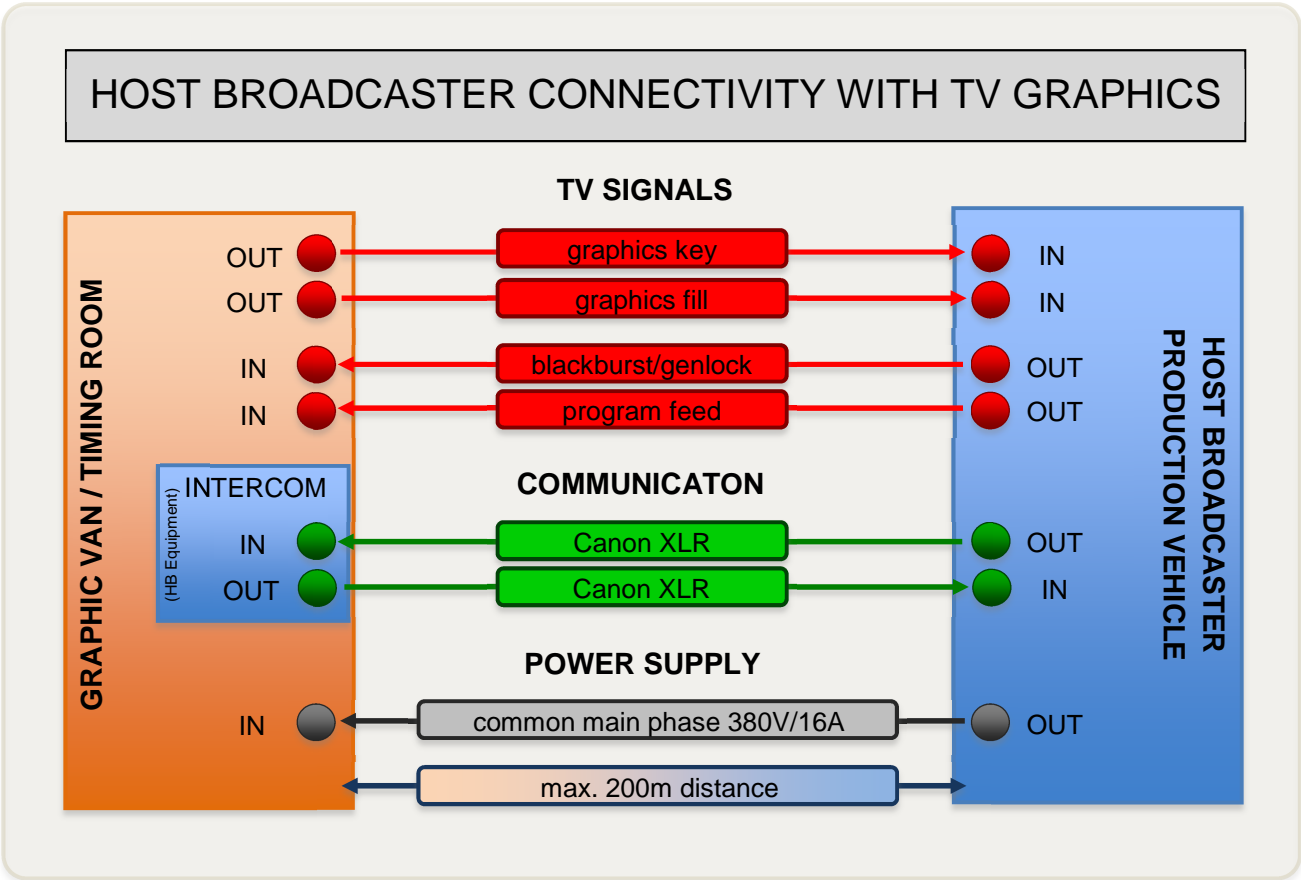 HOST BROADCASTER CONNECTIVITY WITH TV GRAPHICS
TV SIGNALS
GRAPHIC VAN / TIMING ROOM
OUT graphics key IN
OUT graphics fill IN
IN blackburst/genlock OUT
IN program feed OUT
HOST BROADCASTER
PRODUCTION VEHICLE
COMMUNICATON
INTERCOM
(HB Equipment)
IN Canon XLR OUT
OUT Canon XLR IN
POWER SUPPLY
IN common main phase 380V/16A OUT
max. 200m distance